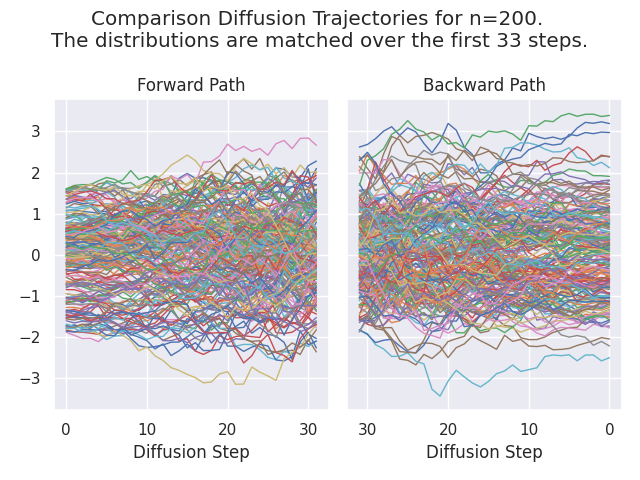 Comparison Diffusion Trajectories for n=200.
The distributions are matched over the first 33 steps.
Forward Path
Backward Path
3
2
1
0
−1
−2
−3
0 10 20 30
30 20 10 0
Diffusion Step
Diffusion Step